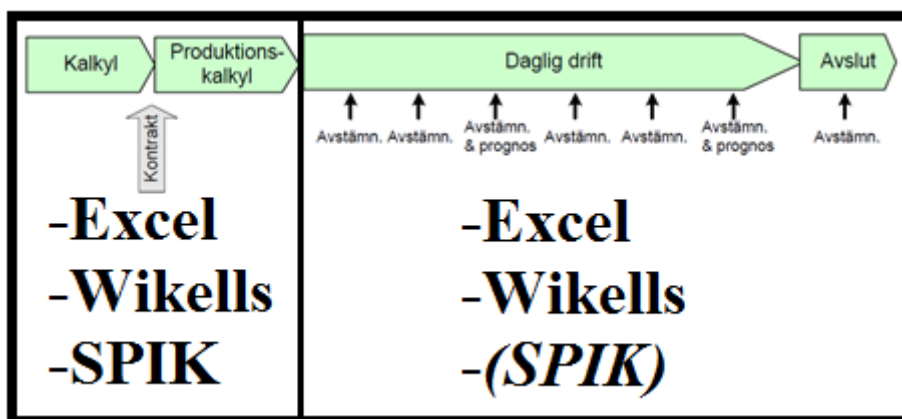 Kalkyl
Produktions-
kalkyl
Daglig drift
Avslut
Kontrakt
Avstämn.
Avstämn.
Avstämn.
& prognos
Avstämn.
Avstämn.
Avstämn.
& prognos
Avstämn.
-Excel
-Wikells
-SPIK
-Excel
-Wikells
-(SPIK)